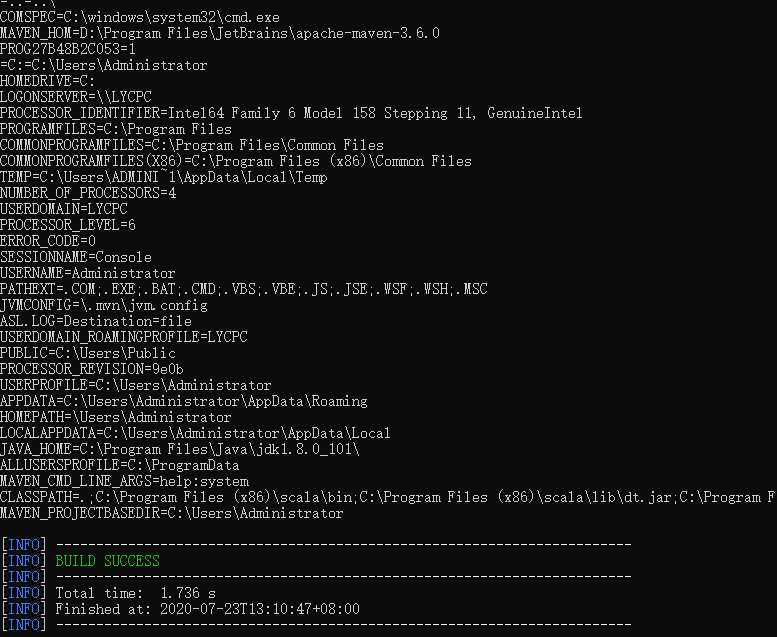 -..-..\
COMSPEC=C:\windows\system32\cmd.exe
MAVEN_HOM=D:\Program Files\JetBrains\apache-maven-3.6.0
PROG27B48B2C053=1
=C:=C:\Users\Administrator
HOMEDRIVE=C:
LOGONSERVER=\\LYCPC
PROCESSOR_IDENTIFIER=Intel64 Family 6 Model 158 Stepping 11, GenuineIntel
PROGRAMFILES=C:\Program Files
COMMONPROGRAMFILES=C:\Program Files\Common Files
COMMONPROGRAMFILES(X86)=C:\Program Files (x86)\Common Files
TEMP=C:\Users\ADMINI~1\AppData\Local\Temp
NUMBER_OF_PROCESSORS=4
USERDOMAIN=LYCPC
PROCESSOR_LEVEL=6
ERROR_CODE=0
SESSIONNAME=Console
USERNAME=Administrator
PATHEXT=.COM;.EXE;.BAT;.CMD;.VBS;.VBE;.JS;.JSE;.WSF;.WSH;.MSC
JVMCONFIG=\.mvn\jvm.config
ASL.LOG=Destination=file
USERDOMAIN_ROAMINGPROFILE=LYCPC
PUBLIC=C:\Users\Public
PROCESSOR_REVISION=9e0b
USERPROFILE=C:\Users\Administrator
APPDATA=C:\Users\Administrator\AppData\Roaming
HOMEPATH=\Users\Administrator
LOCALAPPDATA=C:\Users\Administrator\AppData\Local
JAVA_HOME=C:\Program Files\Java\jdk1.8.0_101\
ALLUSERSPROFILE=C:\ProgramData
MAVEN_CMD_LINE_ARGS=help:system
CLASSPATH=.;C:\Program Files (x86)\scala\bin;C:\Program Files (x86)\scala\lib\dt.jar;C:\Program F
MAVEN_PROJECTBASEDIR=C:\Users\Administrator
[INFO] ------------------------------------------------------------------------
[INFO] BUILD SUCCESS
[INFO] ------------------------------------------------------------------------
[INFO] Total time:  1.736 s
[INFO] Finished at: 2020-07-23T13:10:47+08:00
[INFO] ------------------------------------------------------------------------